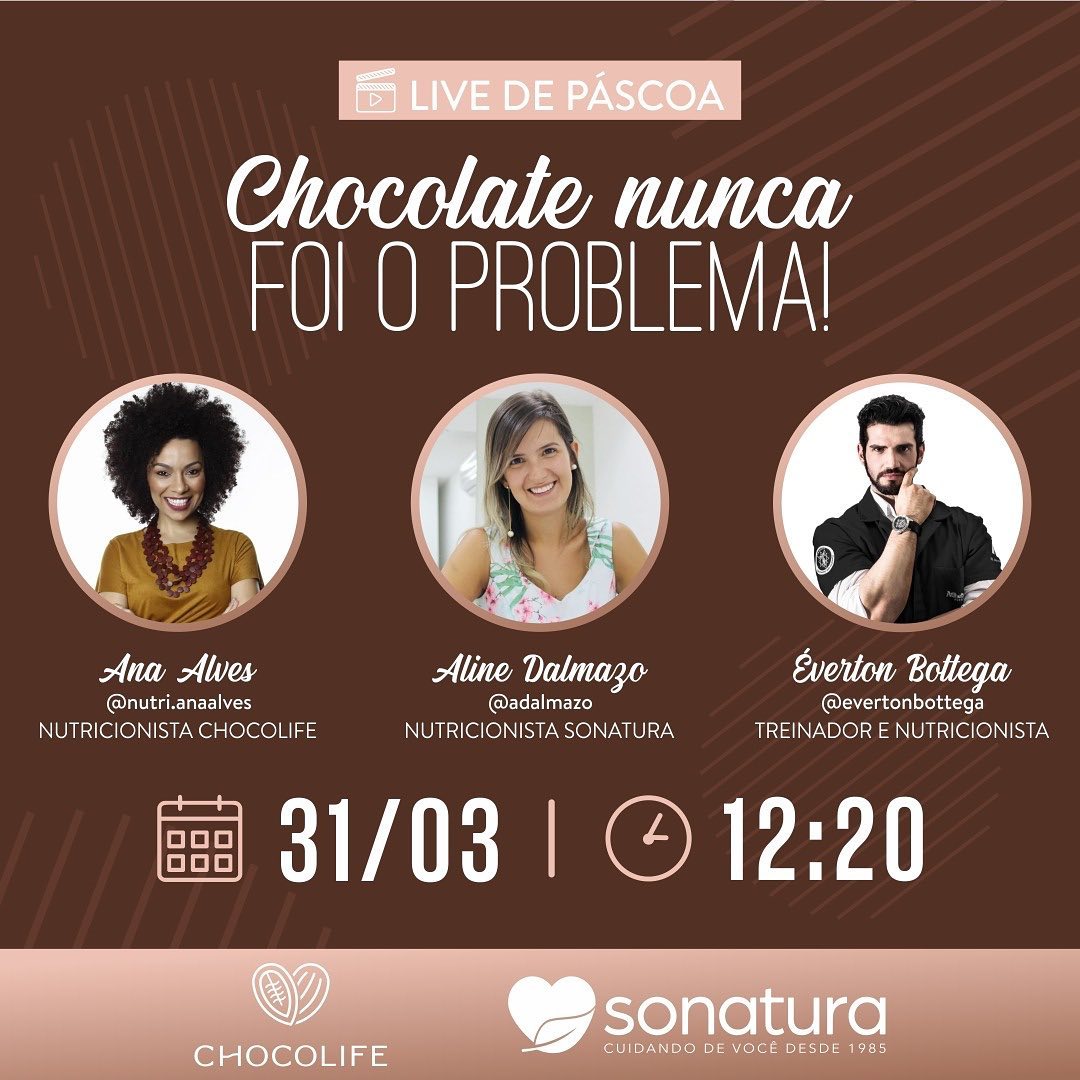 LIVE DE PÁSCOA
Chocolate nunca
FOI O PROBLEMA!
Ana Alves
@nutri.anaalves
NUTRICIONISTA CHOCOLIFE
Aline Dalmazo
@adalmazo
NUTRICIONISTA SONATURA
Éverton Bottega
@evertonbottega
TREINADOR E NUTRICIONISTA
31/03 | 12:20
CHOCOLIFE
sonatura
CUIDANDO DE VOCÊ DESDE 1985